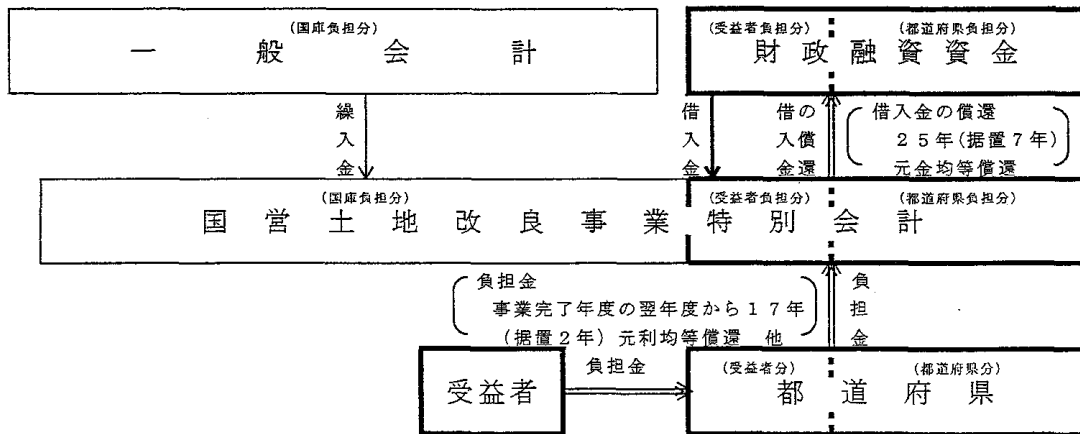 (国庫負担分)
一般会計
(受益者負担分) (都道府県負担分)
財政融資資金
繰入金
借入金
借入金の償還
借入金の償還
25年(据置7年)
元金均等償還
(国庫負担分) (受益者負担分) (都道府県負担分)
国営土地改良事業特別会計
負担金
事業完了年度の翌年度から17年
(据置2年)元利均等償還 他
負担金
負担金
受益者
(受益者分) (都道府県分)
都道府県